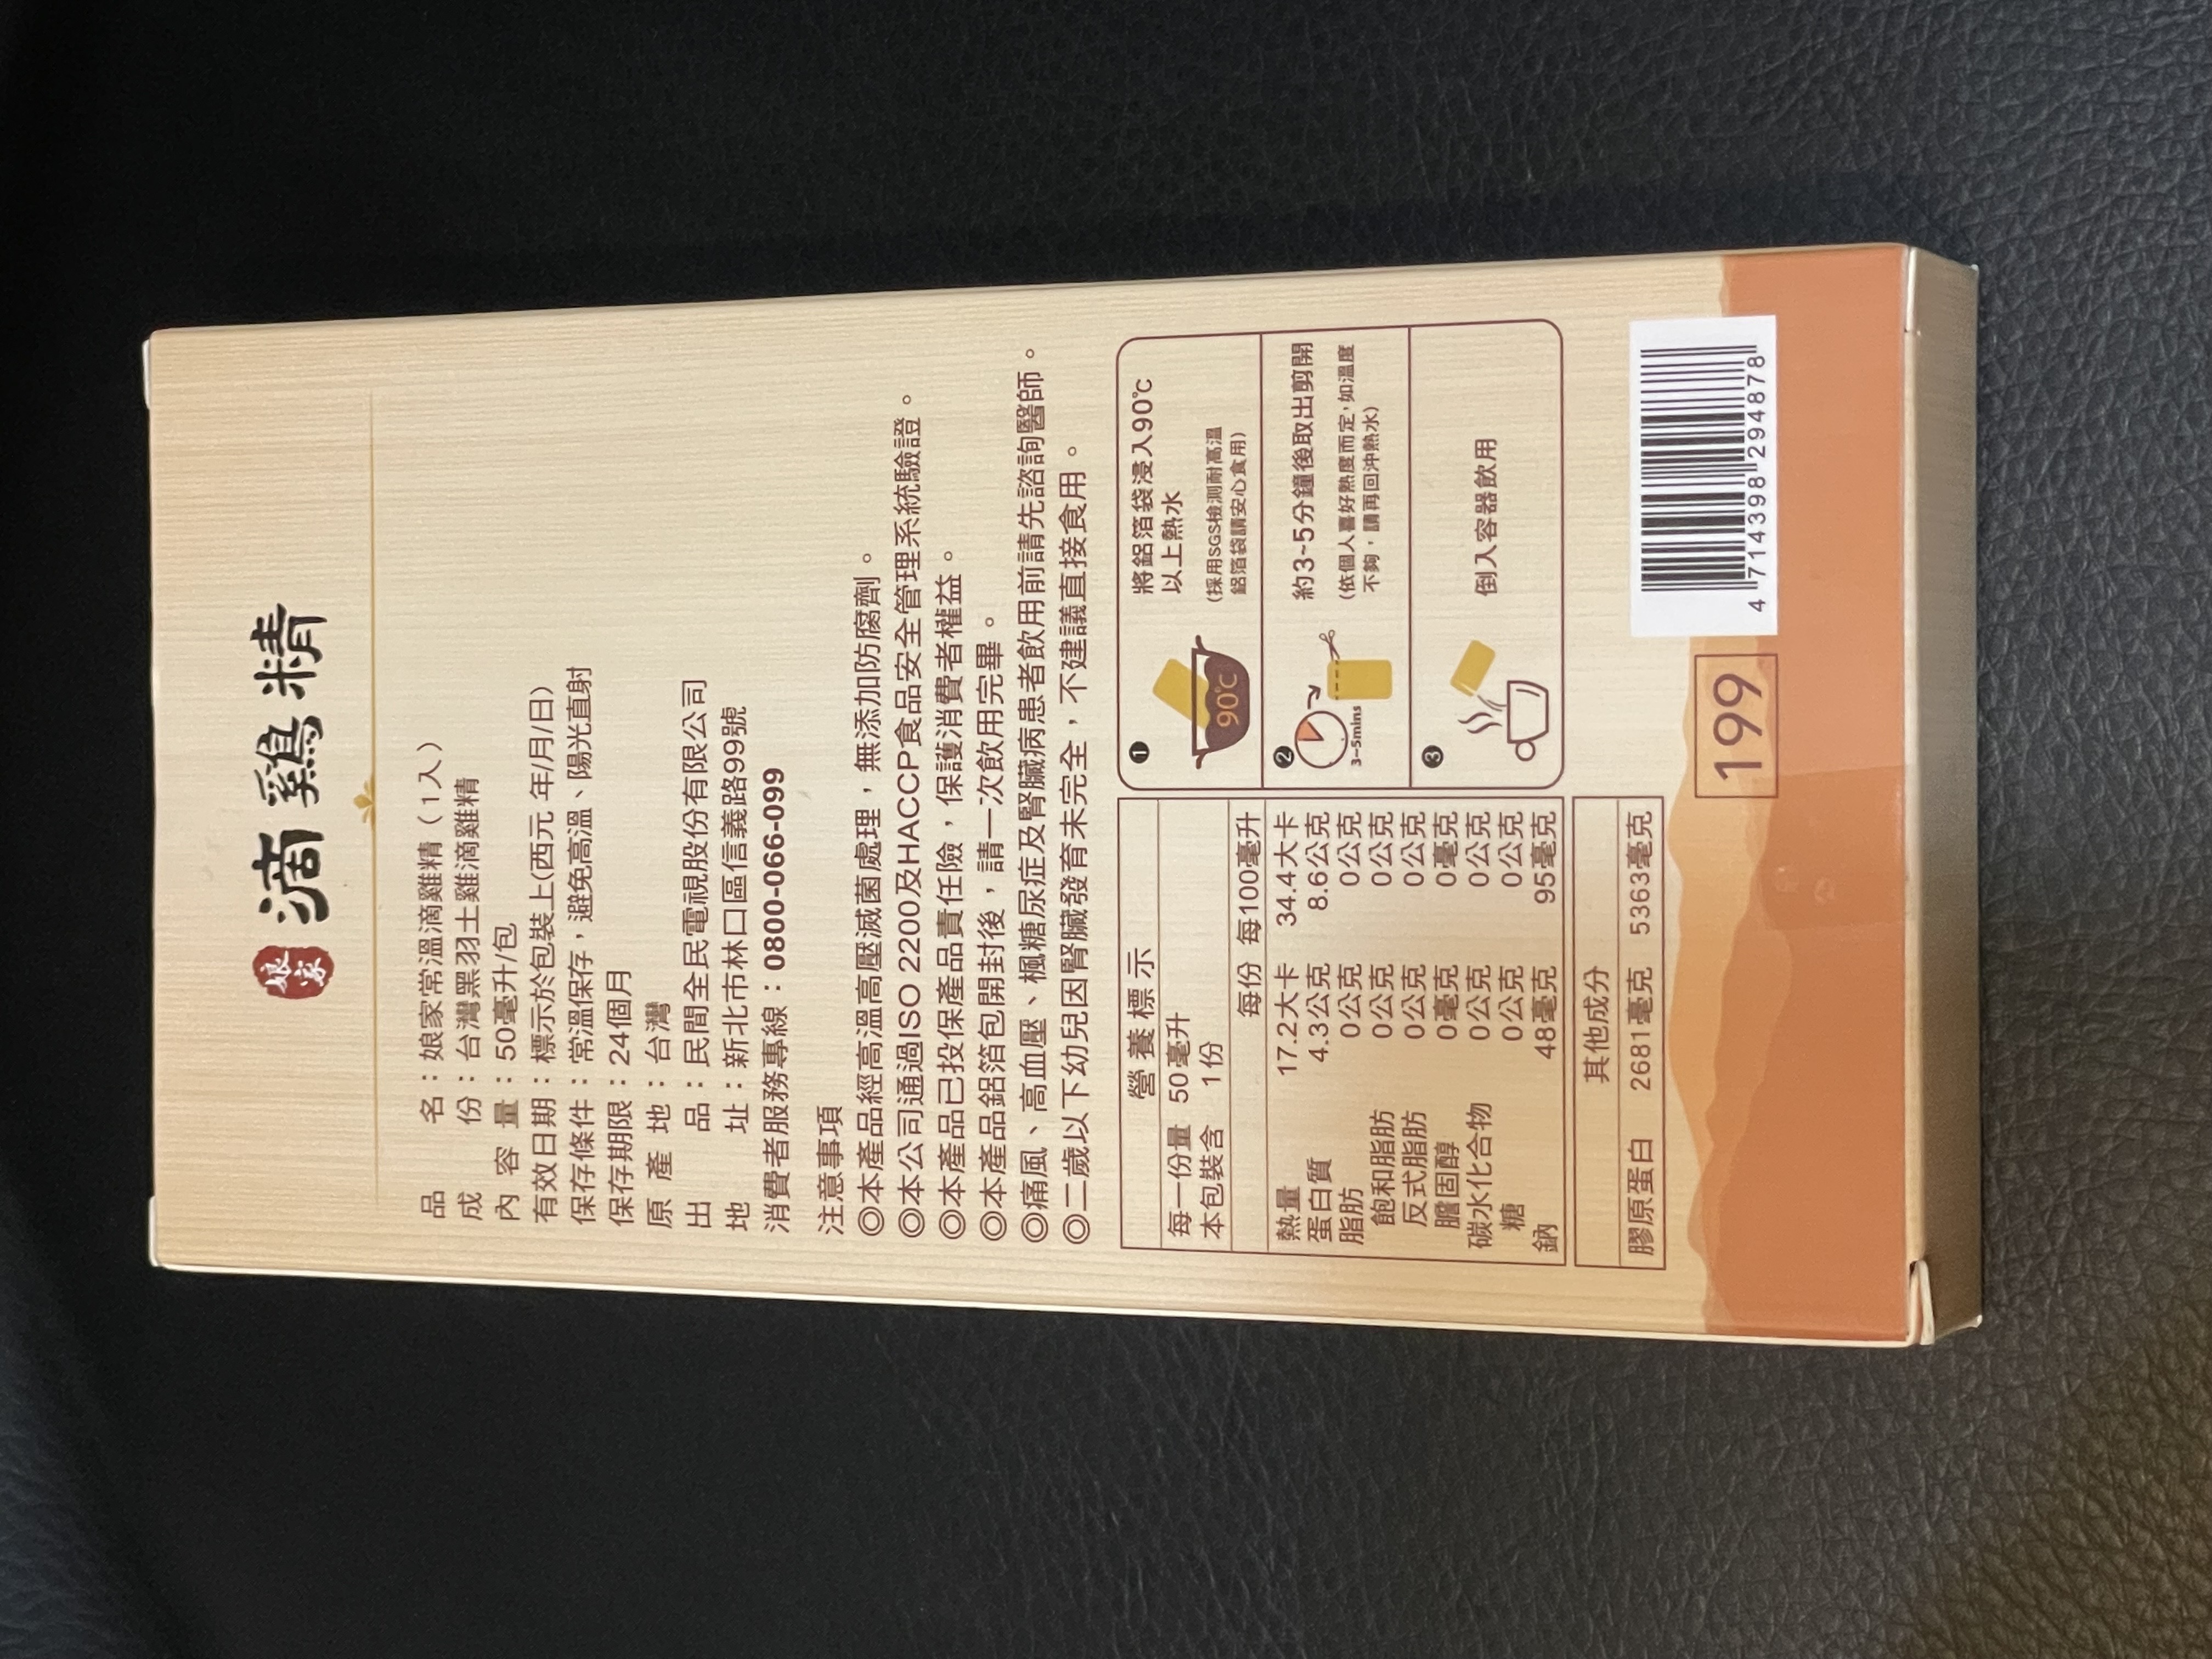 娘家
滴雞精
品名：娘家常溫滴雞精（1入）
成份：台灣黑羽土雞滴雞精
內容量：50毫升/包
有效日期：標示於包裝上(西元 年/月/日)
保存條件：常溫保存，避免高溫、陽光直射
保存期限：24個月
原產地：台灣
出品：民間全民電視股份有限公司
地址：新北市林口區信義路99號
消費者服務專線：0800-066-099
注意事項
◎本產品經高溫高壓滅菌處理，無添加防腐劑。
◎本公司通過ISO 2200及HACCP食品安全管理系統驗證。
◎本產品已投保產品責任險，保護消費者權益。
◎本產品鋁箔包開封後，請一次飲用完畢。
◎痛風、高血壓、楓糖尿症及腎臟病患者飲用前請先諮詢醫師。
◎二歲以下幼兒因腎臟發育未完全，不建議直接食用。
營養標示
每一份量 50毫升
本包裝含 1份
每份 每100毫升
熱量 17.2大卡 34.4大卡
蛋白質 4.3公克 8.6公克
脂肪 0公克 0公克
飽和脂肪 0公克 0公克
反式脂肪 0公克 0公克
膽固醇 0毫克 0毫克
碳水化合物 0公克 0公克
糖 0公克 0公克
鈉 48毫克 95毫克
其他成分
膠原蛋白 2681毫克 5363毫克
1
90℃
將鋁箔袋浸入90℃
以上熱水
(採用SGS檢測耐高溫
鋁箔袋請安心食用)
2
3-5mins
約3~5分鐘後取出剪開
(依個人喜好熱度而定,如溫度
不夠，請再回沖熱水)
3
倒入容器飲用
199
4 714398 294878